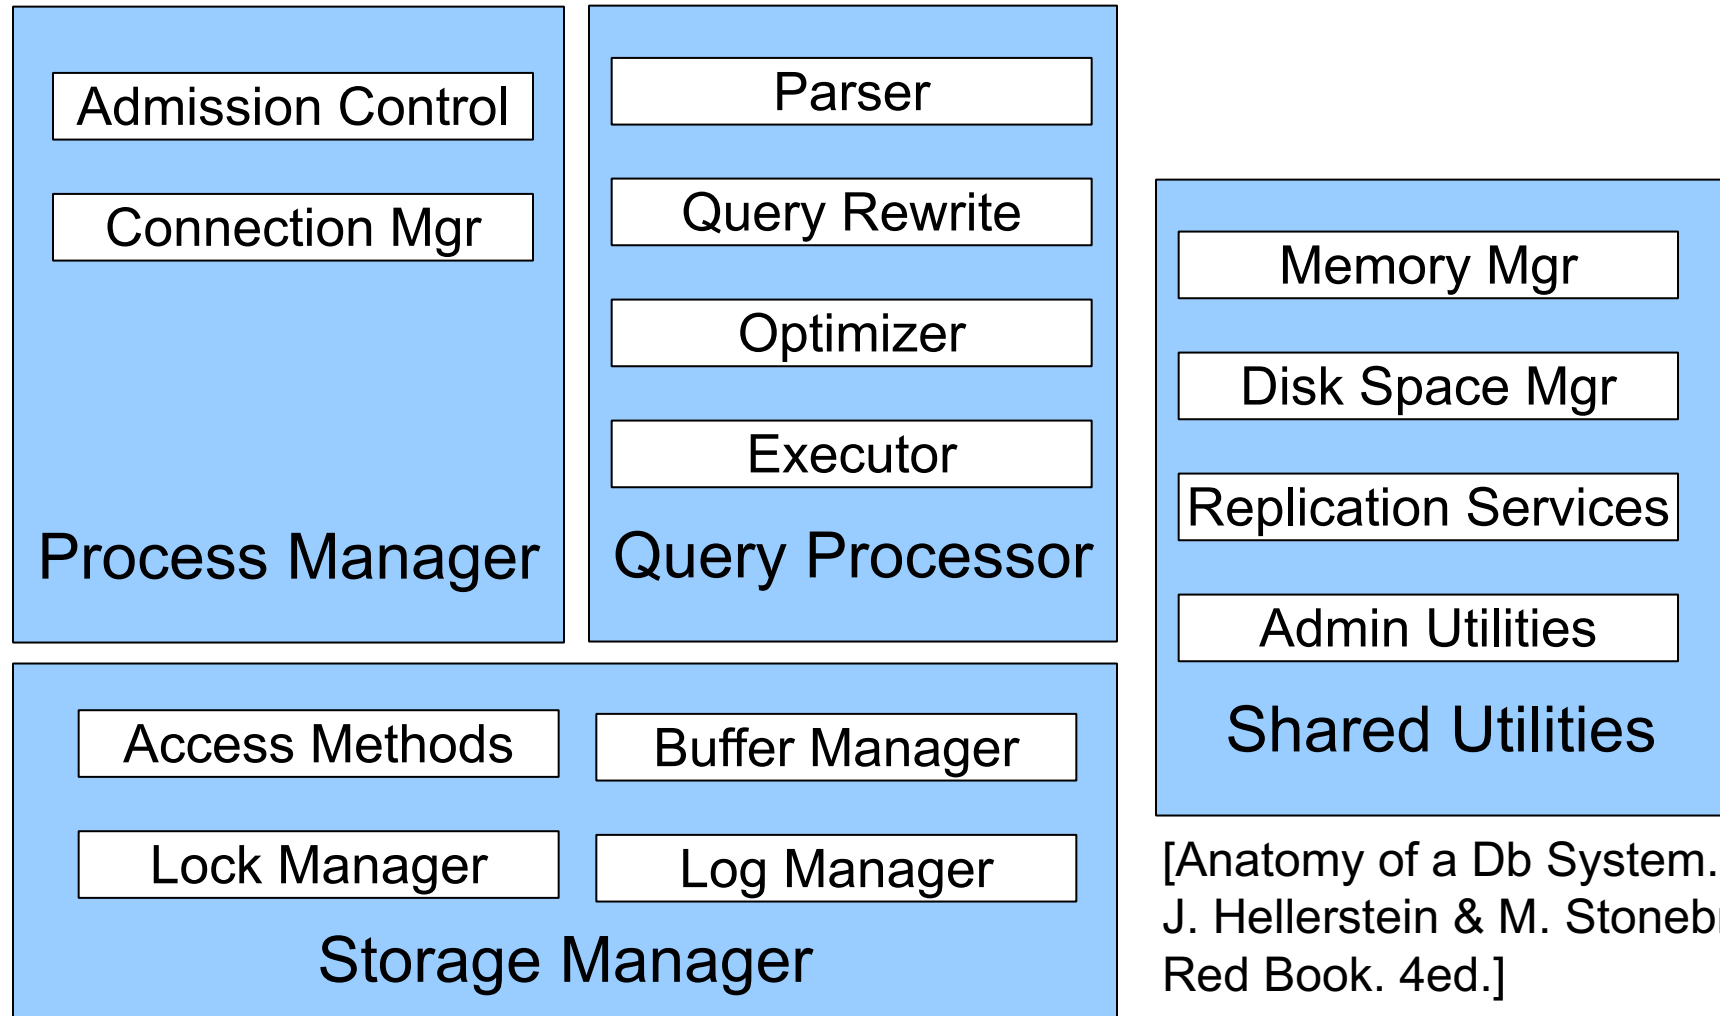 Admission Control
Connection Mgr
Process Manager
Parser
Query Rewrite
Optimizer
Executor
Query Processor
Memory Mgr
Disk Space Mgr
Replication Services
Admin Utilities
Shared Utilities
Access Methods
Buffer Manager
Lock Manager
Log Manager
Storage Manager
[Anatomy of a Db System.
J. Hellerstein & M.
Red Book. 4ed.]